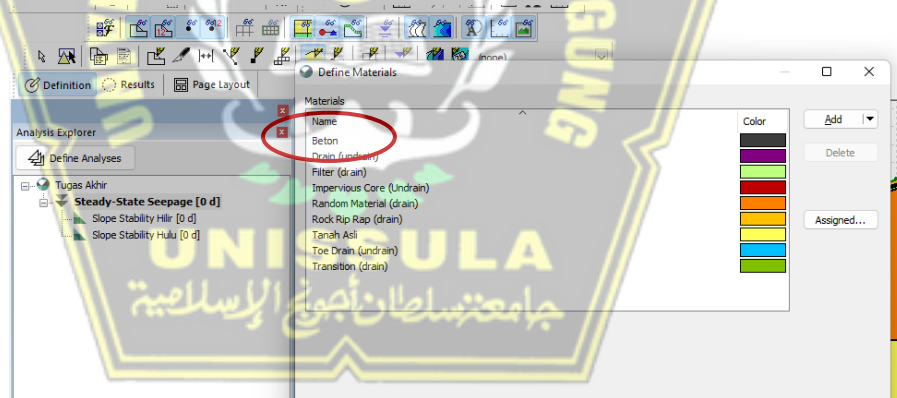 (none)
Definition Results Page Layout
Define Materials
Analysis Explorer
Define Analyses
Tugas Akhir
Steady-State Seepage [0 d]
Slope Stability Hilir [0 d]
Slope Stability Hulu [0 d]
Materials
Name Color
Beton
Drain (undrain)
Filter (drain)
Impervious Core (Undrain)
Random Material (drain)
Rock Rip Rap (drain)
Tanah Asli
Toe Drain (undrain)
Transition (drain)
Add
Delete
Assigned...
UNISSULA
جامعة سلطان أجونج الإسلامية